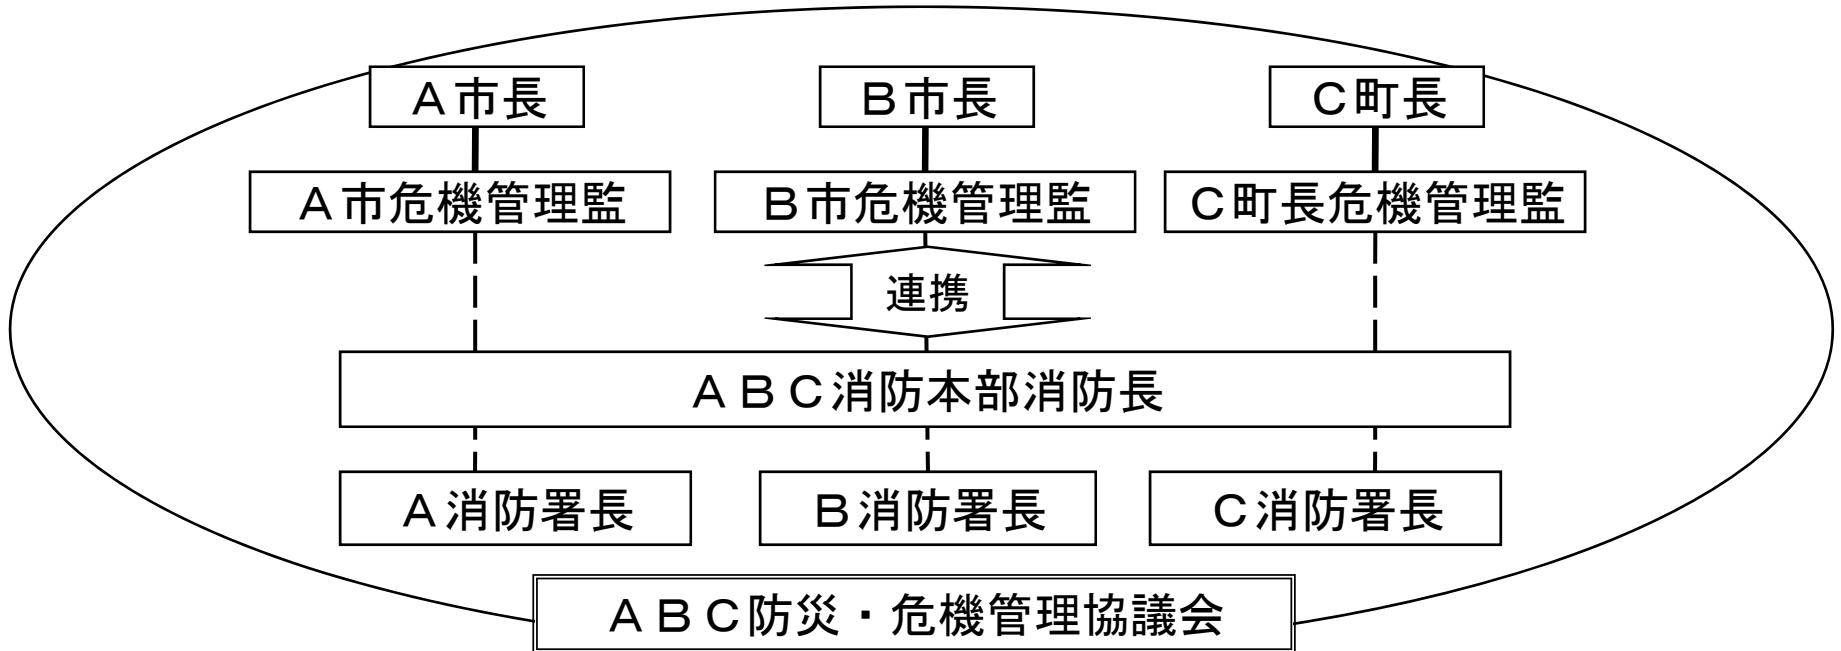 A市長
B市長
C町長
A市危機管理監
B市危機管理監
C町長危機管理監
連携
ABC消防本部消防長
A消防署長
B消防署長
C消防署長
ABC防災・危機管理協議会